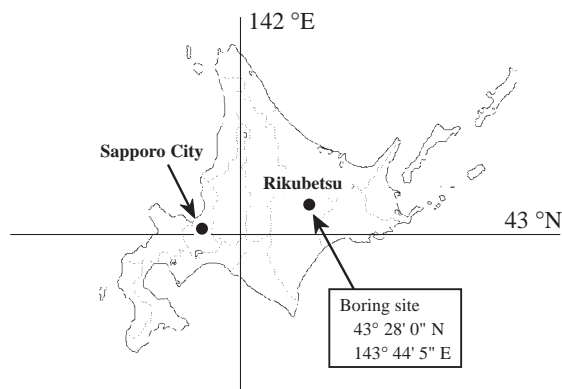 142 °E
Sapporo City
Rikubetsu
43 °N
Boring site
43° 28' 0" N
143° 44' 5" E